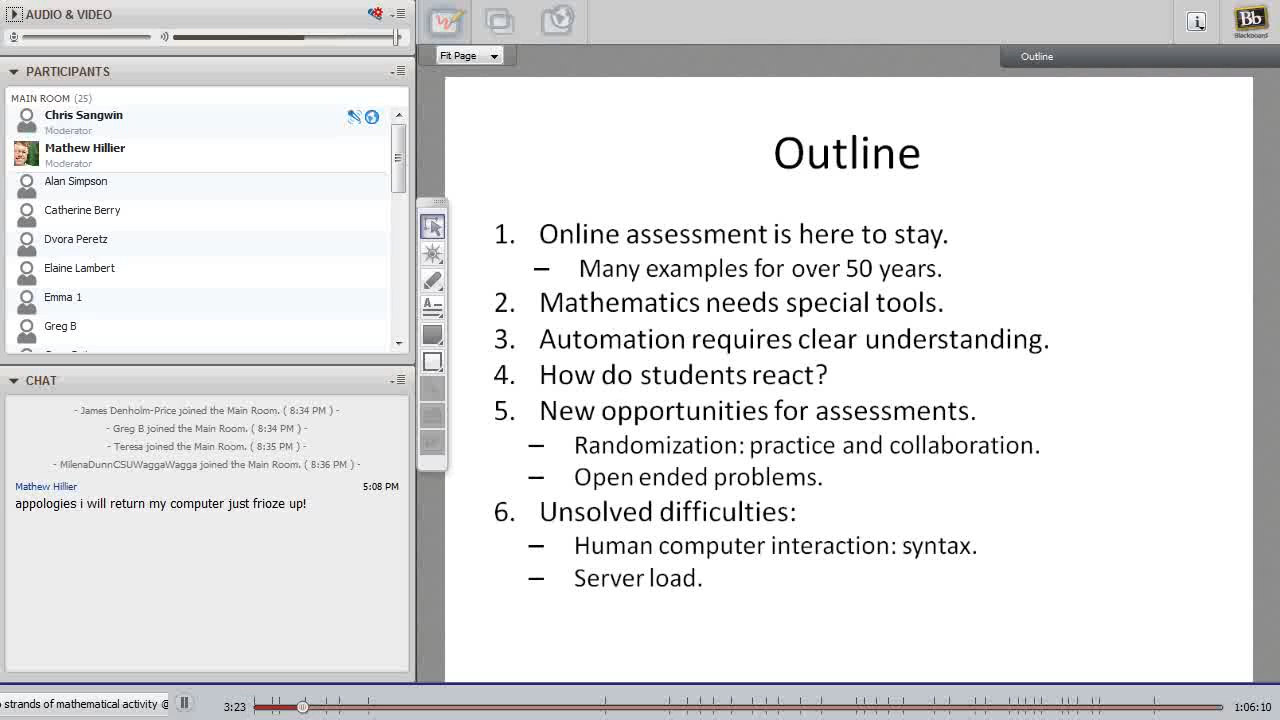 AUDIO & VIDEO
PARTICIPANTS
MAIN ROOM (25)
Chris Sangwin
Moderator
Mathew Hillier
Moderator
Alan Simpson
Catherine Berry
Dvora Peretz
Elaine Lambert
Emma 1
Greg B
CHAT
- James Denholm-Price joined the Main Room. ( 8:34 PM ) -
- Greg B joined the Main Room. ( 8:34 PM ) -
- Teresa joined the Main Room. ( 8:35 PM ) -
- MilenaDunnCSUWaggaWagga joined the Main Room. ( 8:36 PM ) -
Mathew Hillier 5:08 PM
appologies i will return my computer just frioze up!
Fit Page
Outline
Bb
Blackboard
Outline
1. Online assessment is here to stay.
– Many examples for over 50 years.
2. Mathematics needs special tools.
3. Automation requires clear understanding.
4. How do students react?
5. New opportunities for assessments.
– Randomization: practice and collaboration.
– Open ended problems.
6. Unsolved difficulties:
– Human computer interaction: syntax.
– Server load.
strands of mathematical activity @
3:23
1:06:10